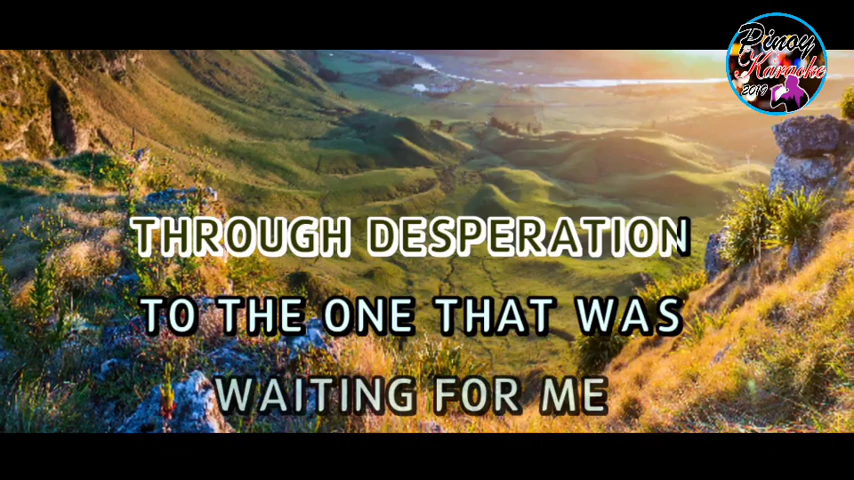 Pinoy
Karaoke
2019
THROUGH DESPERATION
TO THE ONE THAT WAS
WAITING FOR ME